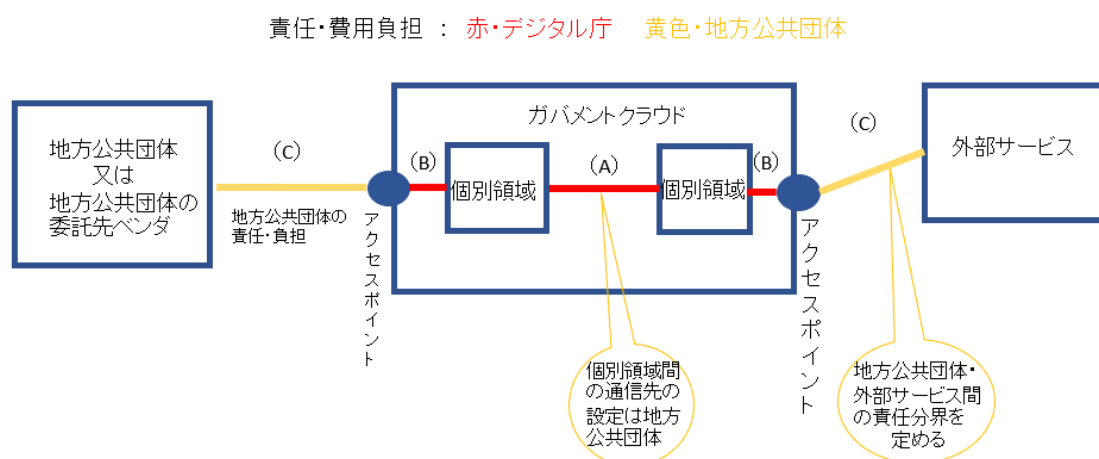 責任・費用負担 ： 赤・デジタル庁 黄色・地方公共団体
地方公共団体
又は
地方公共団体の
委託先ベンダ
(C)
地方公共団体の
責任・負担
アクセスポイント
ガバメントクラウド
(B)
個別領域
(A)
個別領域
(B)
アクセスポイント
(C)
外部サービス
個別領域間
の通信先の
設定は地方
公共団体
地方公共団体・
外部サービス間
の責任分界を
定める